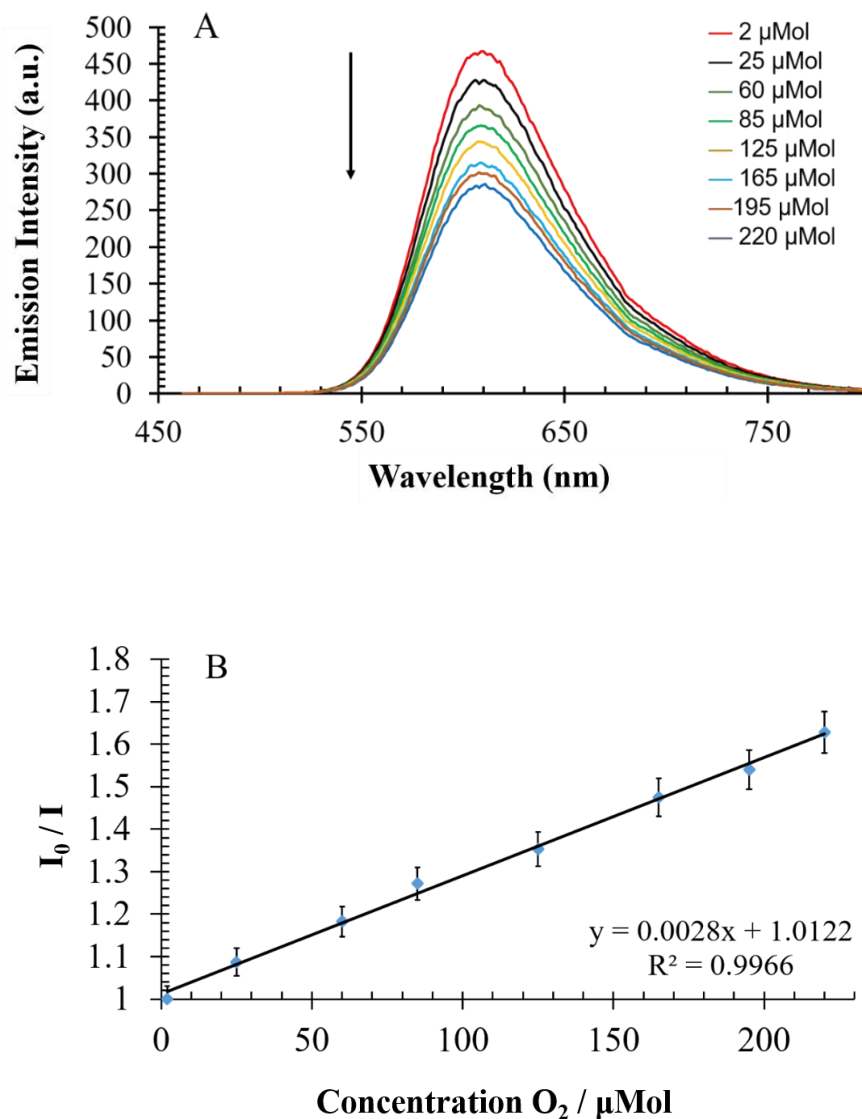 A
500
450
400
350
300
250
200
150
100
50
0
Emission Intensity (a.u.)
450
550
650
750
Wavelength (nm)
2 µMol
25 µMol
60 µMol
85 µMol
125 µMol
165 µMol
195 µMol
220 µMol
B
1.8
1.7
1.6
1.5
1.4
1.3
1.2
1.1
1
I₀ / I
y = 0.0028x + 1.0122
R² = 0.9966
0
50
100
150
200
Concentration O₂ / µMol